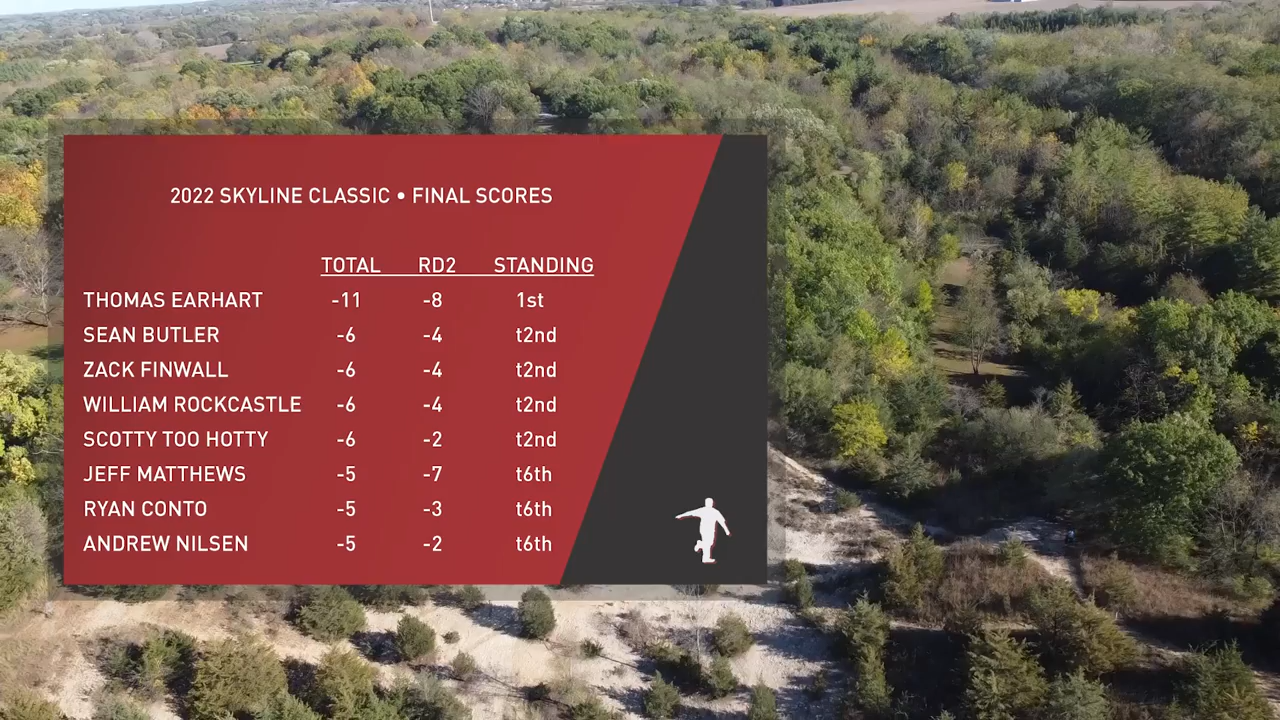 2022 SKYLINE CLASSIC • FINAL SCORES
TOTAL RD2 STANDING
THOMAS EARHART -11 -8 1st
SEAN BUTLER -6 -4 t2nd
ZACK FINWALL -6 -4 t2nd
WILLIAM ROCKCASTLE -6 -4 t2nd
SCOTTY TOO HOTTY -6 -2 t2nd
JEFF MATTHEWS -5 -7 t6th
RYAN CONTO -5 -3 t6th
ANDREW NILSEN -5 -2 t6th